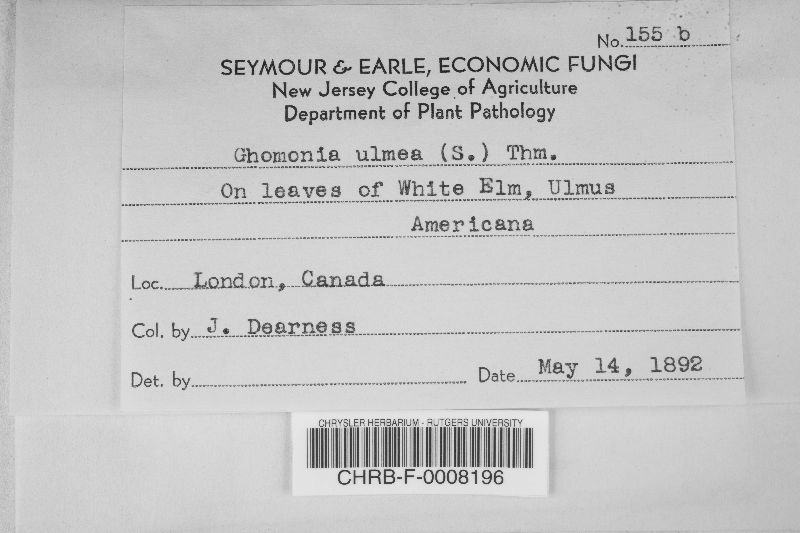 No. 155 b
SEYMOUR & EARLE, ECONOMIC FUNGI
New Jersey College of Agriculture
Department of Plant Pathology
Ghomonia ulmea (S.) Thm.
On leaves of White Elm, Ulmus
Americana
Loc. London, Canada
Col. by J. Dearness
Det. by
Date May 14, 1892
CHRYSLER HERBARIUM - RUTGERS UNIVERSITY
CHRB-F-0008196